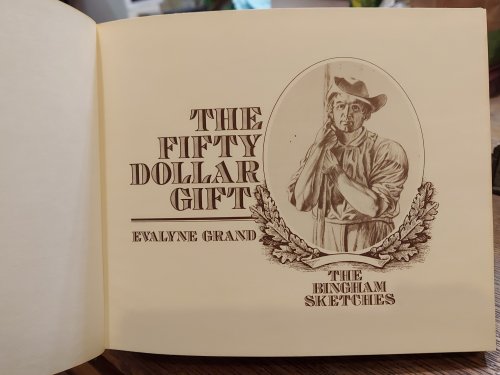 THE
FIFTY
DOLLAR
GIFT
EVALYNE GRAND
THE
BINGHAM
SKETCHES